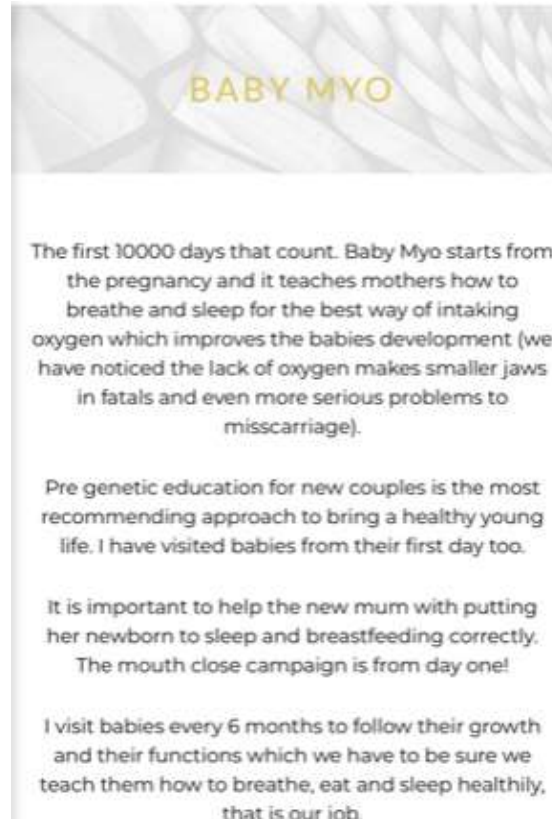 BABY MYO
The first 10000 days that count. Baby Myo starts from
the pregnancy and it teaches mothers how to
breathe and sleep for the best way of intaking
oxygen which improves the babies development (we
have noticed the lack of oxygen makes smaller jaws
in fatals and even more serious problems to
misscarriage).
Pre genetic education for new couples is the most
recommending approach to bring a healthy young
life. I have visited babies from their first day too.
It is important to help the new mum with putting
her newborn to sleep and breastfeeding correctly.
The mouth close campaign is from day one!
I visit babies every 6 months to follow their growth
and their functions which we have to be sure we
teach them how to breathe, eat and sleep healthily,
that is our job.